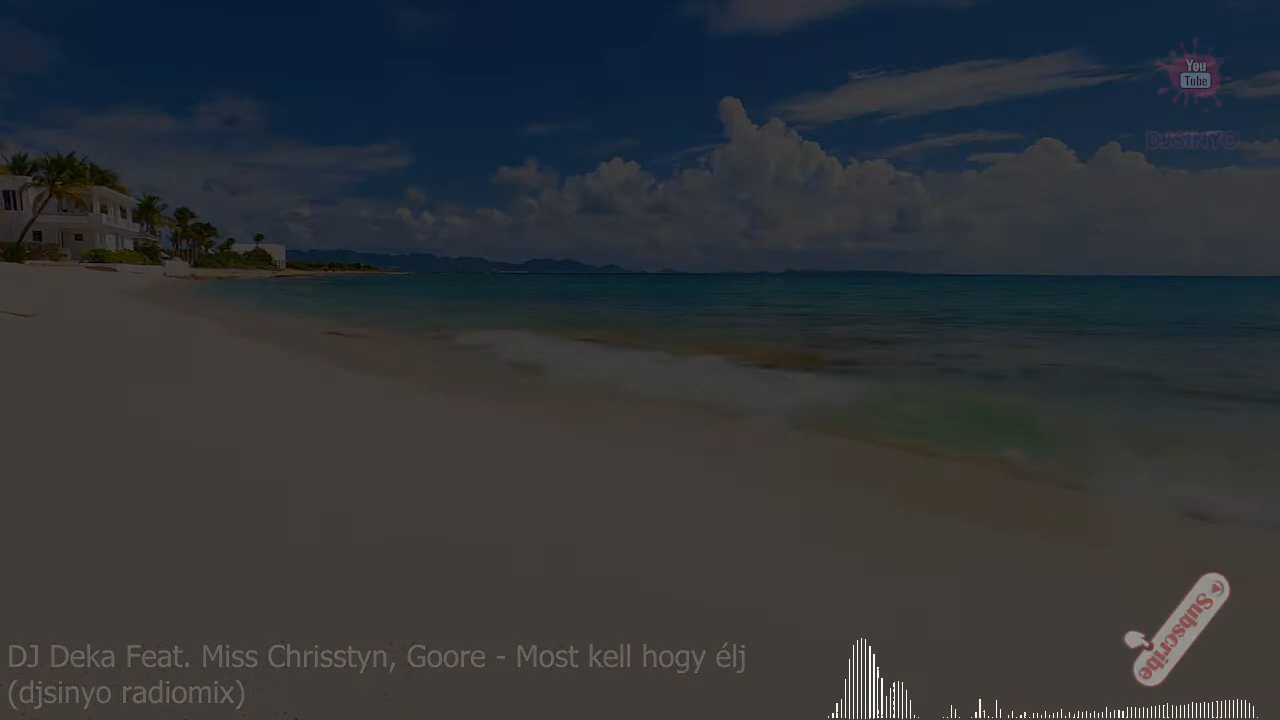 You
Tube
DJSINYO
Subscribe
DJ Deka Feat. Miss Chrisstyn, Goore - Most kell hogy élj
(djsinyo radiomix)